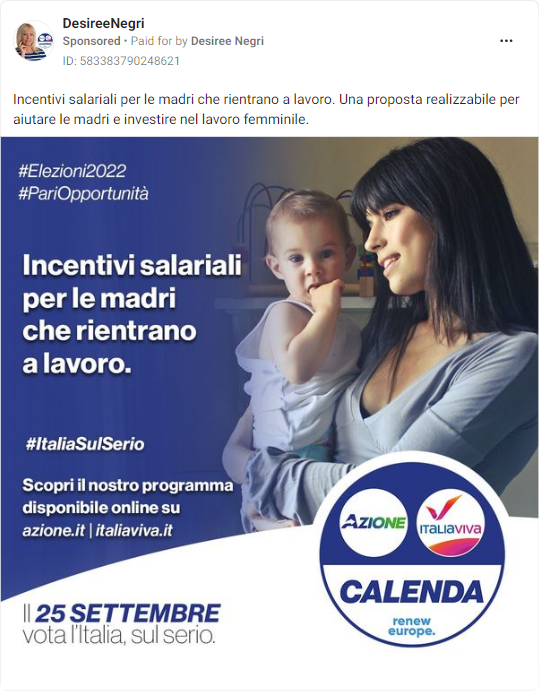 DesireeNegri
Sponsored • Paid for by Desiree Negri
ID: 583383790248621
Incentivi salariali per le madri che rientrano a lavoro. Una proposta realizzabile per
aiutare le madri e investire nel lavoro femminile.
#Elezioni2022
#PariOpportunità
Incentivi salariali
per le madri
che rientrano
a lavoro.
#ItaliaSulSerio
Scopri il nostro programma
disponibile online su
azione.it | italiaviva.it
AZIONE
ITALIAVIVA
CALENDA
renew
europe.
Il 25 SETTEMBRE
vota l'Italia, sul serio.